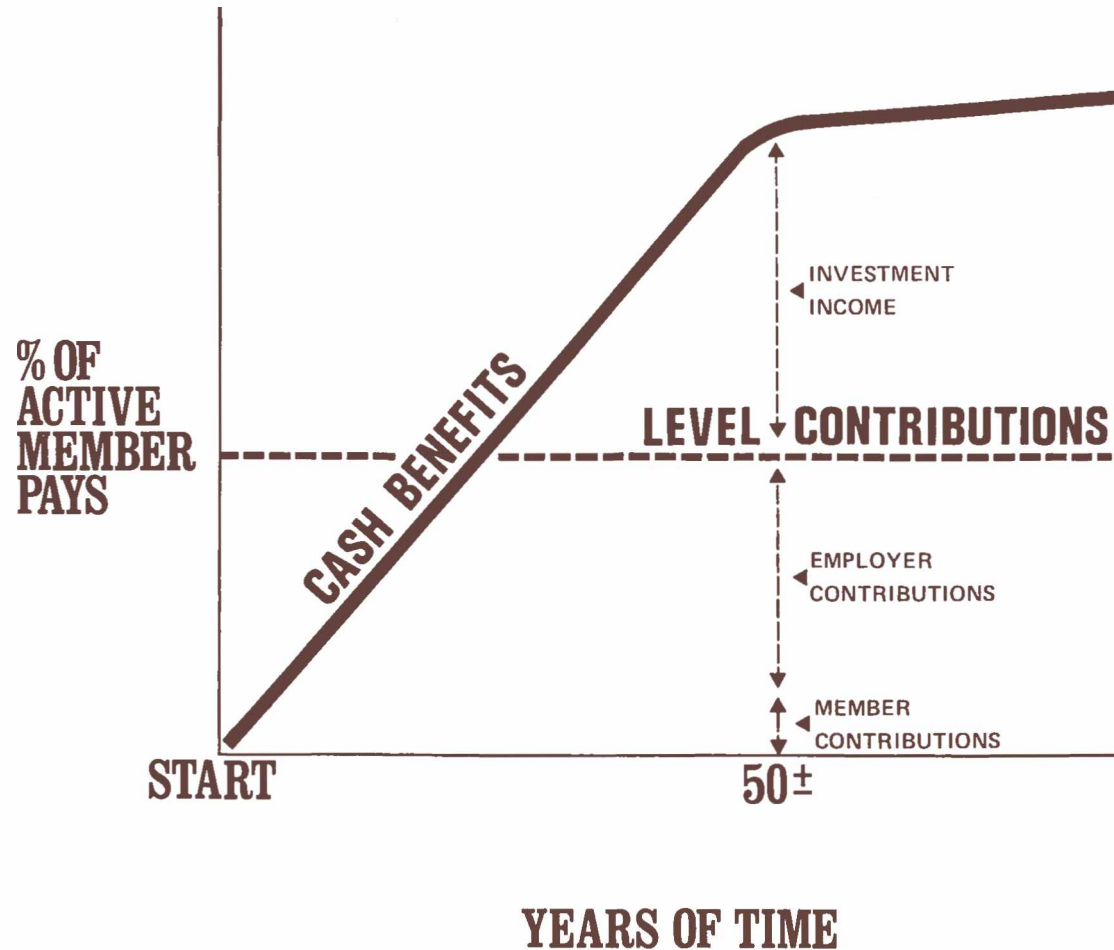 INVESTMENT
INCOME
% OF
ACTIVE
MEMBER
PAYS
CASH BENEFITS
LEVEL CONTRIBUTIONS
EMPLOYER
CONTRIBUTIONS
MEMBER
CONTRIBUTIONS
START
50±
YEARS OF TIME